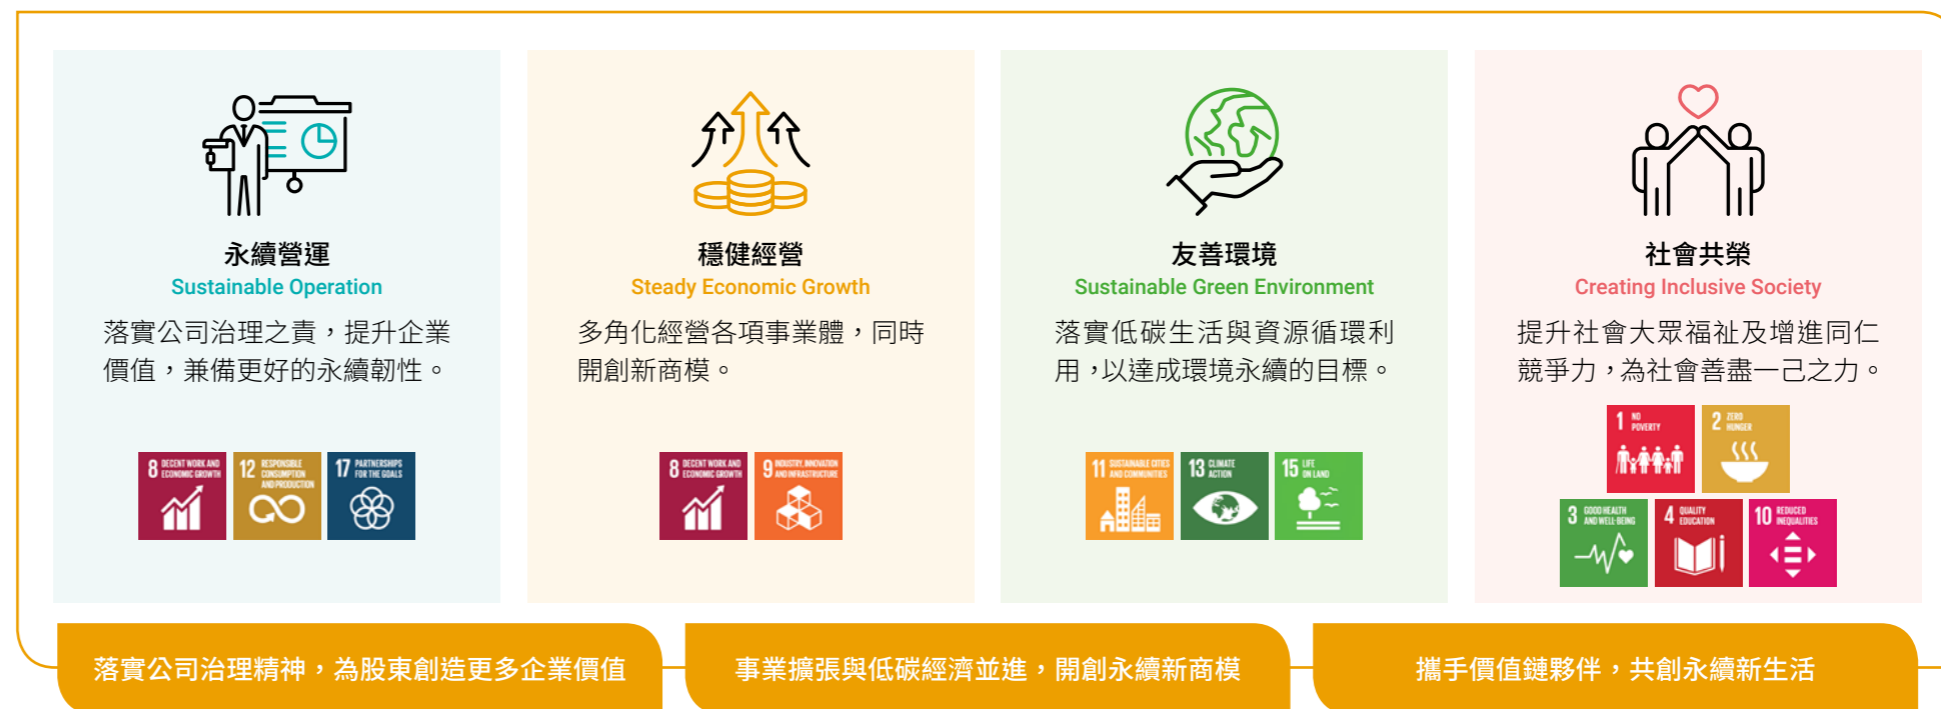 永續營運
Sustainable Operation
落實公司治理之責，提升企業
價值，兼備更好的永續韌性。
8 DECENT WORK AND
ECONOMIC GROWTH
12 RESPONSIBLE
CONSUMPTION
AND PRODUCTION
17 PARTNERSHIPS
FOR THE GOALS
穩健經營
Steady Economic Growth
多角化經營各項事業體，同時
開創新商模。
8 DECENT WORK AND
ECONOMIC GROWTH
9 INDUSTRY, INNOVATION
AND INFRASTRUCTURE
友善環境
Sustainable Green Environment
落實低碳生活與資源循環利
用，以達成環境永續的目標。
11 SUSTAINABLE CITIES
AND COMMUNITIES
13 CLIMATE
ACTION
15 LIFE
ON LAND
社會共榮
Creating Inclusive Society
提升社會大眾福祉及增進同仁
競爭力，為社會善盡一己之力。
1 NO
POVERTY
2 ZERO
HUNGER
3 GOOD HEALTH
AND WELL-BEING
4 QUALITY
EDUCATION
10 REDUCED
INEQUALITIES
落實公司治理精神，為股東創造更多企業價值
事業擴張與低碳經濟並進，開創永續新商模
攜手價值鏈夥伴，共創永續新生活